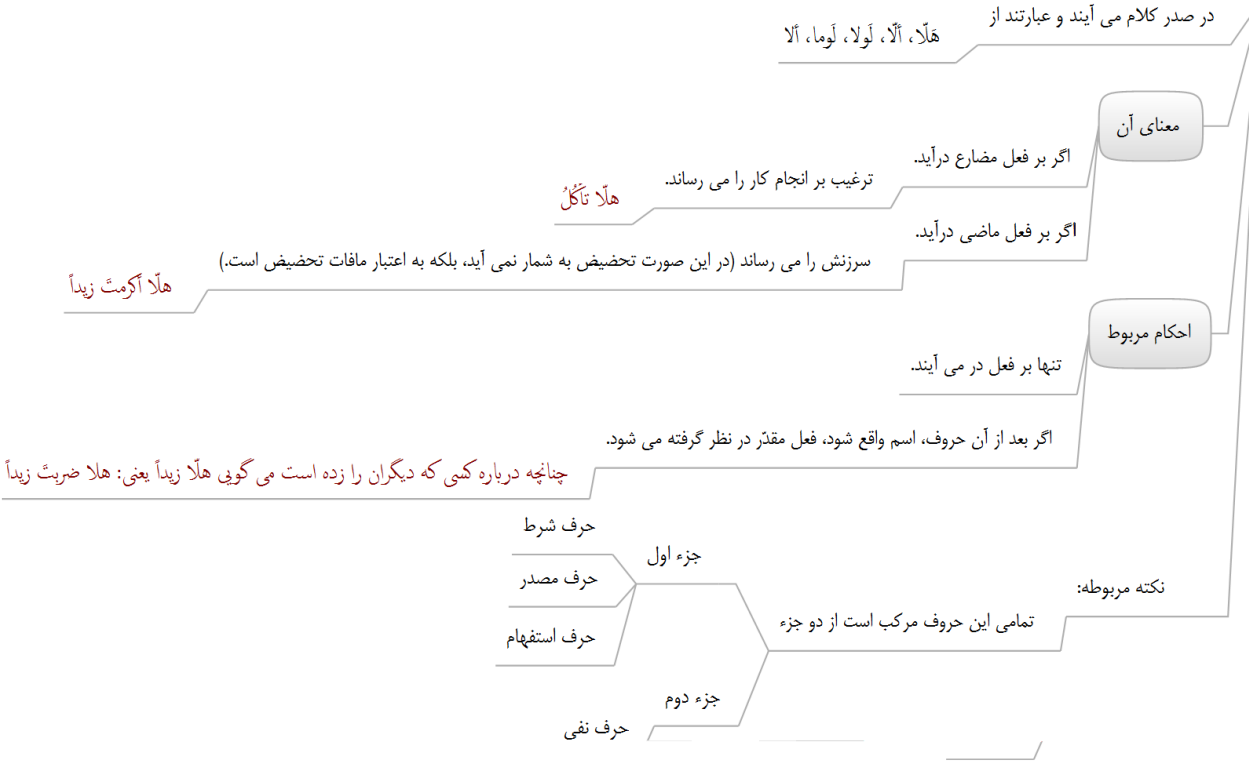 در صدر کلام می آیند و عبارتند از
هَلّا، ألّا، لَولا، لَوما، ألا
معنای آن
اگر بر فعل مضارع درآید.
ترغیب بر انجام کار را می رساند.
هلّا تَأکُلُ
اگر بر فعل ماضی درآید.
سرزنش را می رساند (در این صورت تحضیض به شمار نمی آید، بلکه به اعتبار مافات تحضیض است.)
هلّا أکرمتَ زیداً
احکام مربوط
تنها بر فعل در می آیند.
اگر بعد از آن حروف، اسم واقع شود، فعل مقدّر در نظر گرفته می شود.
چنانچه درباره کسی که دیگران را زده است می گویی هلّا زیداً یعنی: هلا ضربتَ زیداً
نکته مربوطه:
تمامی این حروف مرکب است از دو جزء
جزء اول
حرف شرط
حرف مصدر
حرف استفهام
جزء دوم
حرف نفی